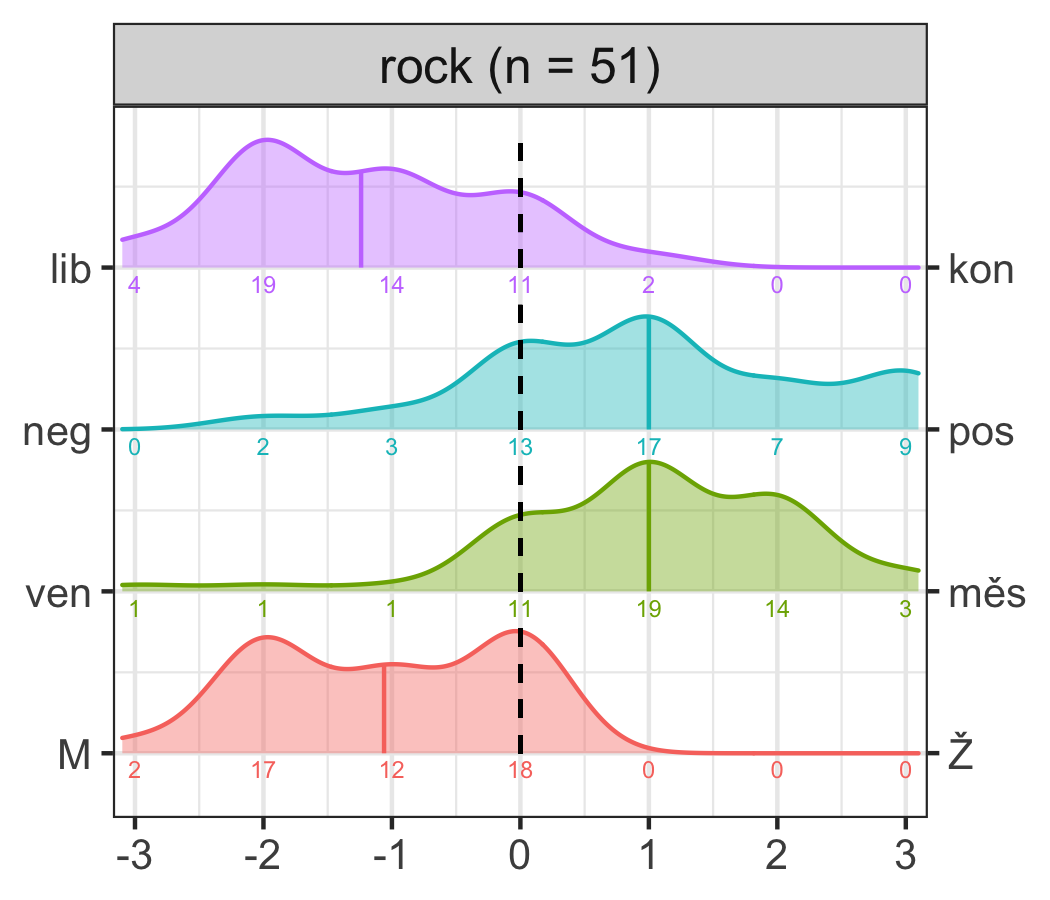 rock (n = 51)
lib kon
4 19 14 11 2 0 0
neg pos
0 2 3 13 17 7 9
ven měs
1 1 1 11 19 14 3
M Ž
2 17 12 18 0 0 0
-3 -2 -1 0 1 2 3